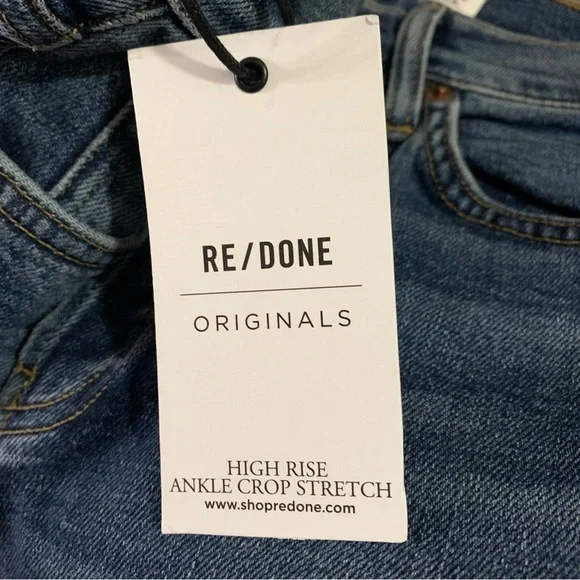 RE/DONE
ORIGINALS
HIGH RISE
ANKLE CROP STRETCH
www.shopredone.com